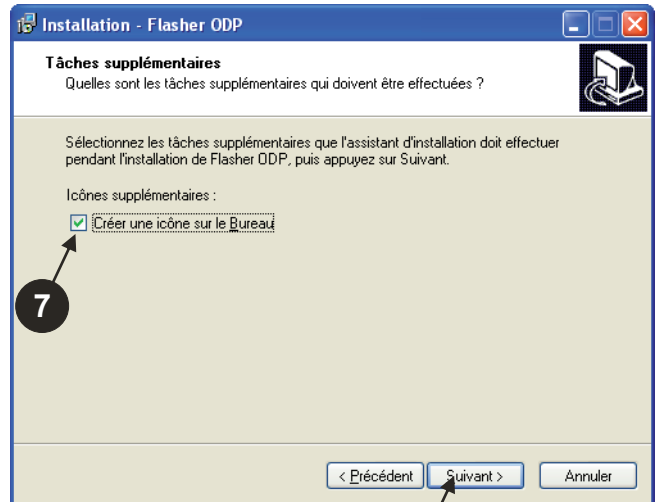 Installation - Flasher ODP
Tâches supplémentaires
Quelles sont les tâches supplémentaires qui doivent être effectuées ?
Sélectionnez les tâches supplémentaires que l'assistant d'installation doit effectuer
pendant l'installation de Flasher ODP, puis appuyez sur Suivant.
Icônes supplémentaires :
Créer une icône sur le Bureau
7
< Précédent
Suivant >
Annuler